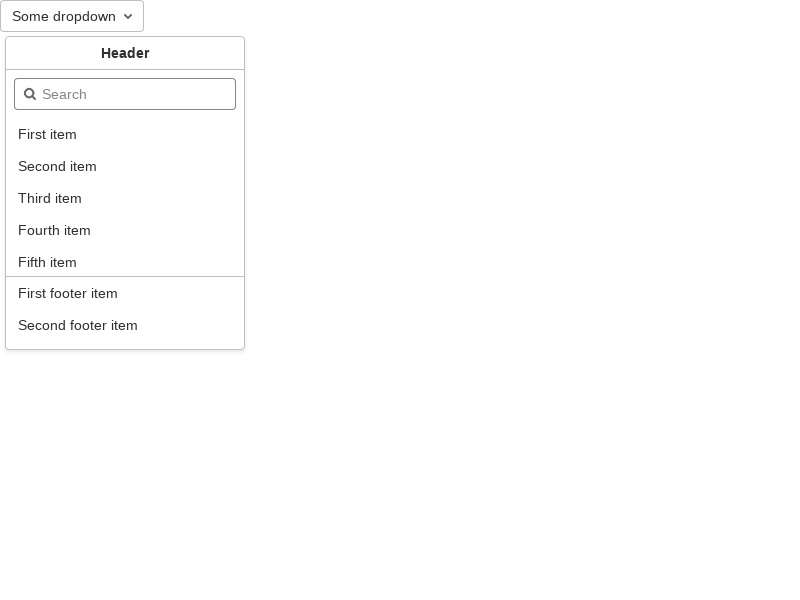 Some dropdown
Header
Search
First item
Second item
Third item
Fourth item
Fifth item
First footer item
Second footer item